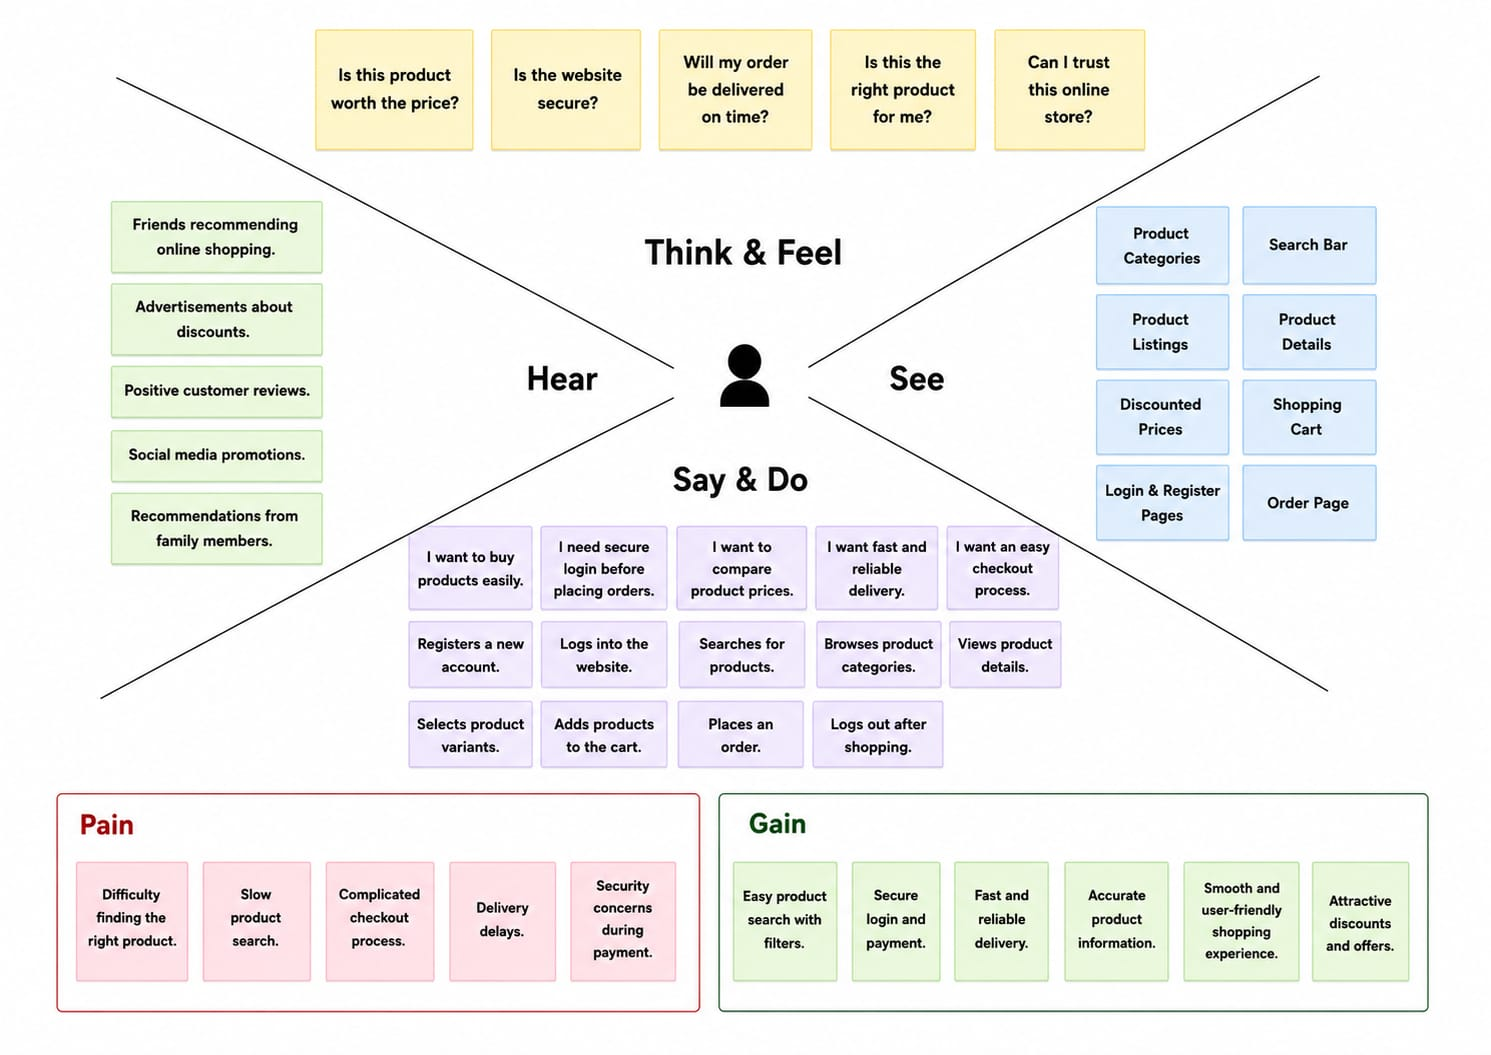 Is this product
worth the price?
Is the website
secure?
Will my order
be delivered
on time?
Is this the
right product
for me?
Can I trust
this online
store?
Think & Feel
Friends recommending
online shopping.
Advertisements about
discounts.
Positive customer reviews.
Social media promotions.
Recommendations from
family members.
Hear
See
Product
Categories
Search Bar
Product
Listings
Product
Details
Discounted
Prices
Shopping
Cart
Login & Register
Pages
Order Page
Say & Do
I want to buy
products easily.
I need secure
login before
placing orders.
I want to
compare
product prices.
I want fast and
reliable
delivery.
I want an easy
checkout
process.
Registers a new
account.
Logs into the
website.
Searches for
products.
Browses product
categories.
Views product
details.
Selects product
variants.
Adds products
to the cart.
Places an
order.
Logs out after
shopping.
Pain
Difficulty
finding the
right product.
Slow
product
search.
Complicated
checkout
process.
Delivery
delays.
Security
concerns
during
payment.
Gain
Easy product
search with
filters.
Secure
login and
payment.
Fast and
reliable
delivery.
Accurate
product
information.
Smooth and
user-friendly
shopping
experience.
Attractive
discounts
and offers.